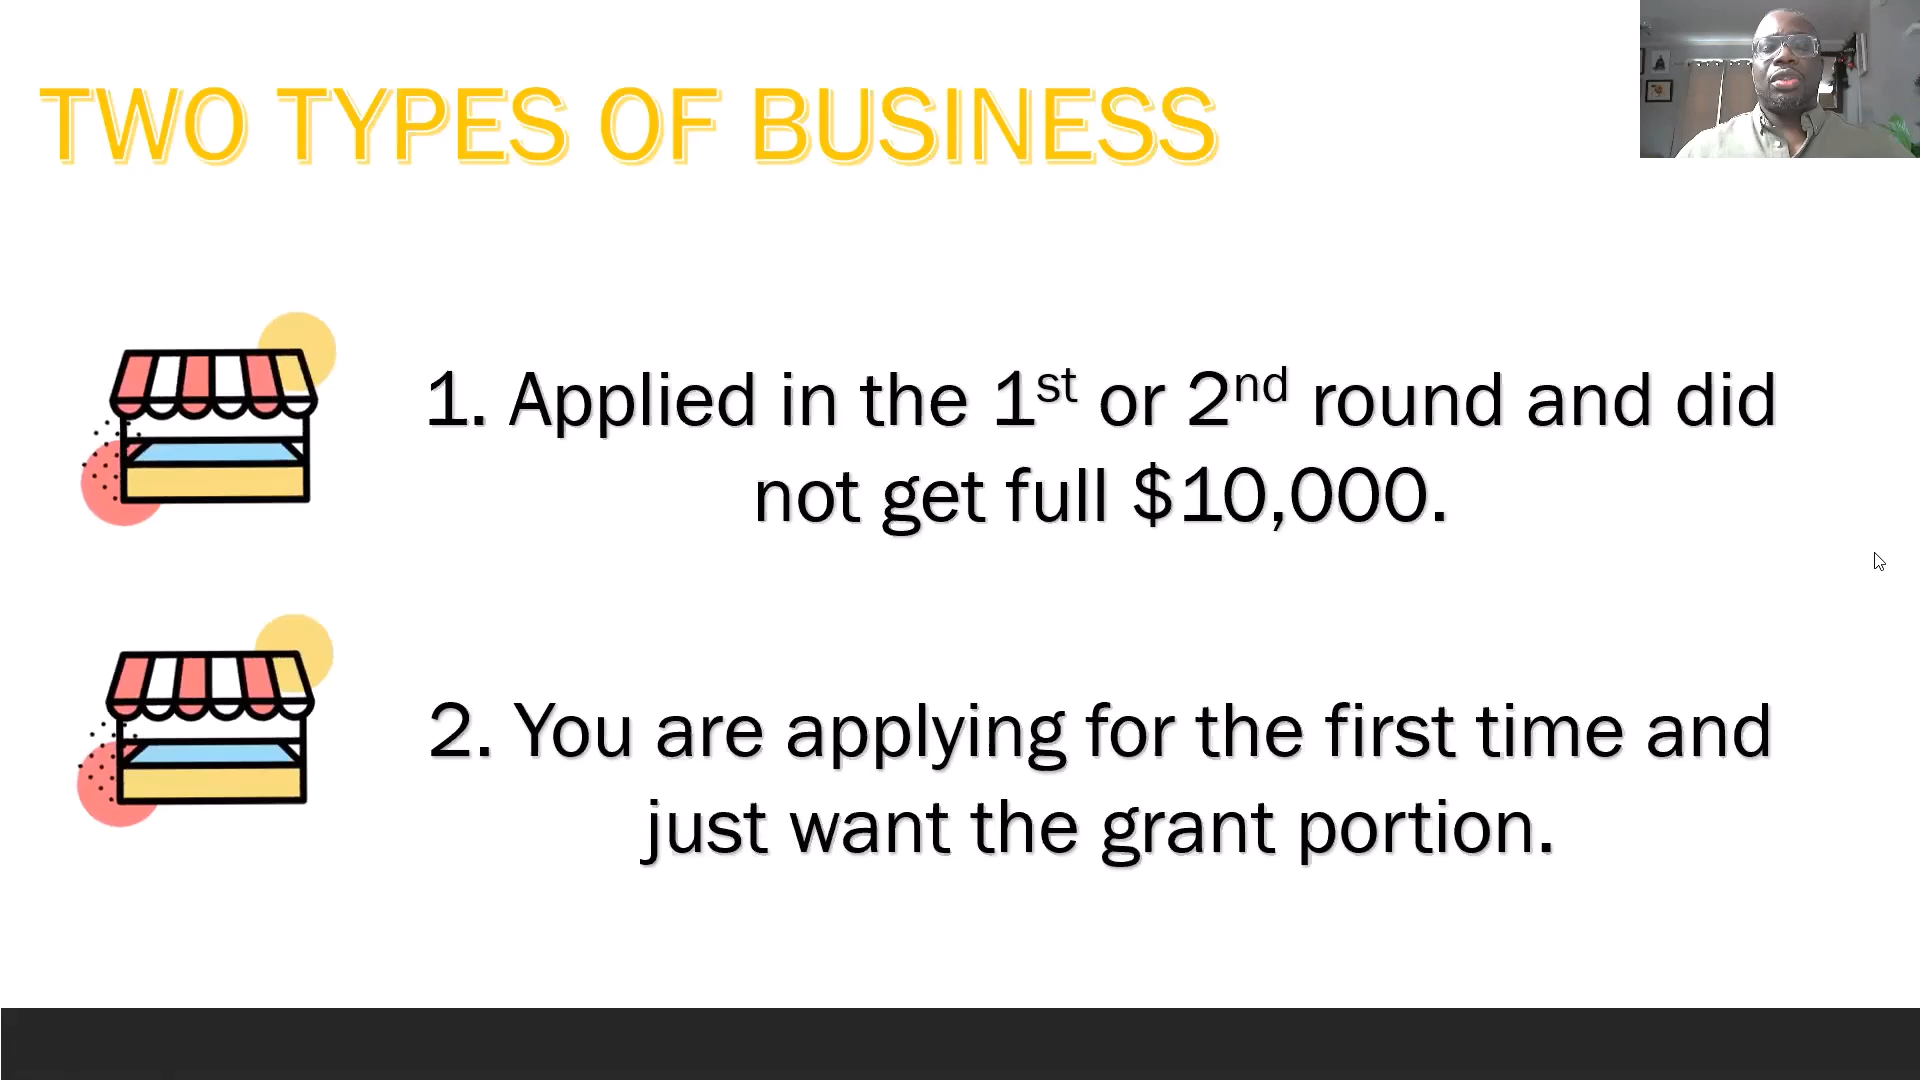 TWO TYPES OF BUSINESS
1. Applied in the 1st or 2nd round and did
not get full $10,000.
2. You are applying for the first time and
just want the grant portion.